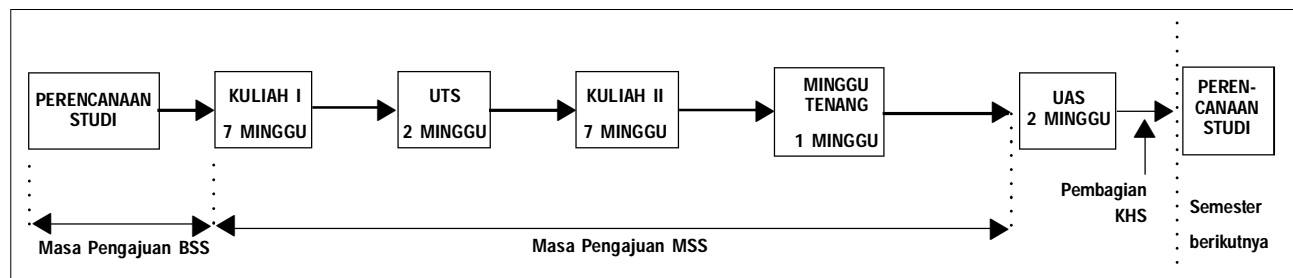 PERENCANAAN
STUDI
KULIAH I
7 MINGGU
UTS
2 MINGGU
KULIAH II
7 MINGGU
MINGGU
TENANG
1 MINGGU
UAS
2 MINGGU
PEREN-
CANAAN
STUDI
Pembagian
KHS
Semester
berikutnya
Masa Pengajuan BSS
Masa Pengajuan MSS